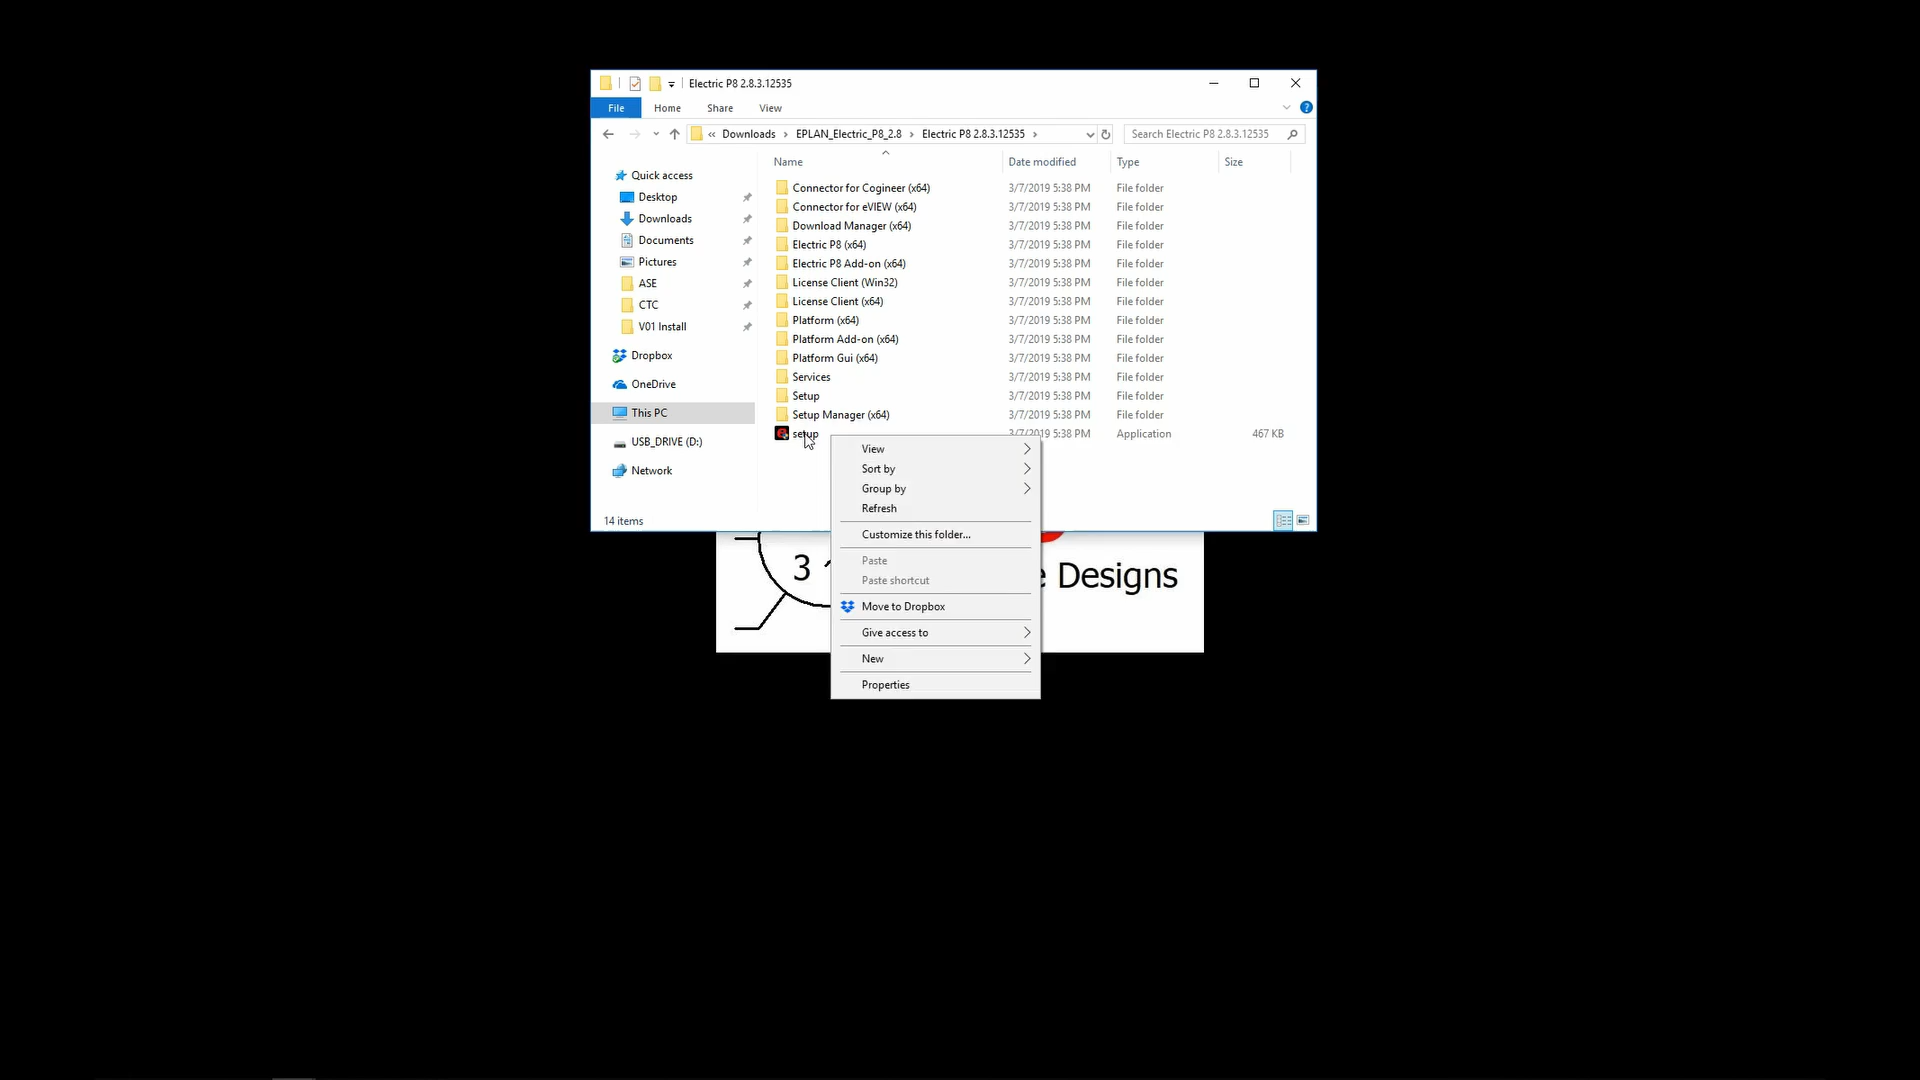 Electric P8 2.8.3.12535
File Home Share View
« Downloads › EPLAN_Electric_P8_2.8 › Electric P8 2.8.3.12535 › Search Electric P8 2.8.3.12535
Name Date modified Type Size
Quick access
Desktop
Downloads
Documents
Pictures
ASE
CTC
V01 Install
Dropbox
OneDrive
This PC
USB_DRIVE (D:)
Network
Connector for Cogineer (x64) 3/7/2019 5:38 PM File folder
Connector for eVIEW (x64) 3/7/2019 5:38 PM File folder
Download Manager (x64) 3/7/2019 5:38 PM File folder
Electric P8 (x64) 3/7/2019 5:38 PM File folder
Electric P8 Add-on (x64) 3/7/2019 5:38 PM File folder
License Client (Win32) 3/7/2019 5:38 PM File folder
License Client (x64) 3/7/2019 5:38 PM File folder
Platform (x64) 3/7/2019 5:38 PM File folder
Platform Add-on (x64) 3/7/2019 5:38 PM File folder
Platform Gui (x64) 3/7/2019 5:38 PM File folder
Services 3/7/2019 5:38 PM File folder
Setup 3/7/2019 5:38 PM File folder
Setup Manager (x64) 3/7/2019 5:38 PM File folder
setup 3/7/2019 5:38 PM Application 467 KB
View
Sort by
Group by
Refresh
Customize this folder...
Paste
Paste shortcut
Move to Dropbox
Give access to
New
Properties
14 items
3
e Designs